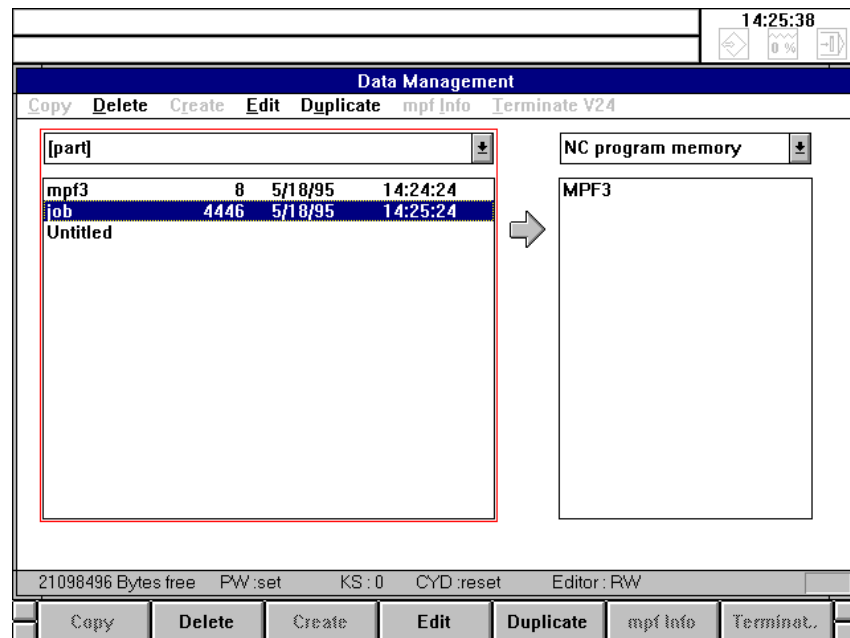 14:25:38
0 %
Data Management
Copy Delete Create Edit Duplicate mpf Info Terminate V24
[part] NC program memory
mpf3 8 5/18/95 14:24:24 MPF3
job 4446 5/18/95 14:25:24
Untitled
21098496 Bytes free PW :set KS : 0 CYD :reset Editor : RW
Copy Delete Create Edit Duplicate mpf Info Terminat..